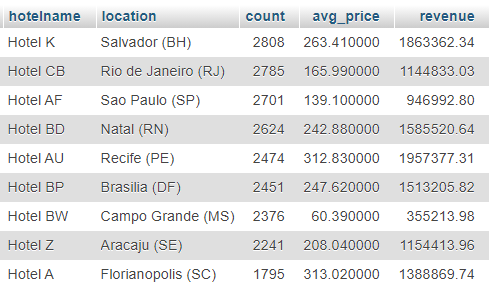 hotelname location count avg_price revenue
Hotel K Salvador (BH) 2808 263.410000 1863362.34
Hotel CB Rio de Janeiro (RJ) 2785 165.990000 1144833.03
Hotel AF Sao Paulo (SP) 2701 139.100000 946992.80
Hotel BD Natal (RN) 2624 242.880000 1585520.64
Hotel AU Recife (PE) 2474 312.830000 1957377.31
Hotel BP Brasilia (DF) 2451 247.620000 1513205.82
Hotel BW Campo Grande (MS) 2376 60.390000 355213.98
Hotel Z Aracaju (SE) 2241 208.040000 1154413.96
Hotel A Florianopolis (SC) 1795 313.020000 1388869.74